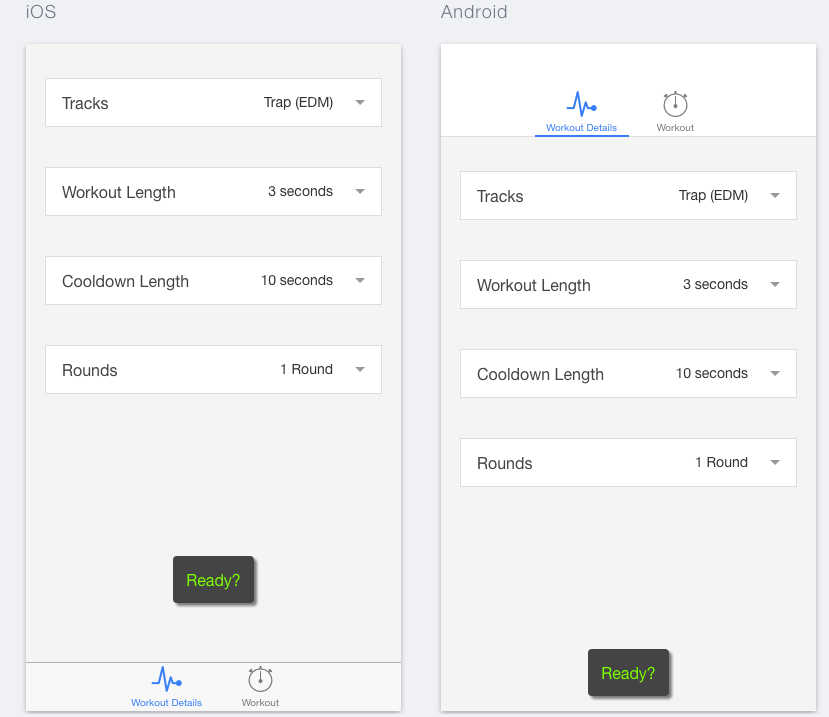 iOS
Tracks Trap (EDM)
Workout Length 3 seconds
Cooldown Length 10 seconds
Rounds 1 Round
Ready?
Workout Details Workout
Android
Workout Details Workout
Tracks Trap (EDM)
Workout Length 3 seconds
Cooldown Length 10 seconds
Rounds 1 Round
Ready?